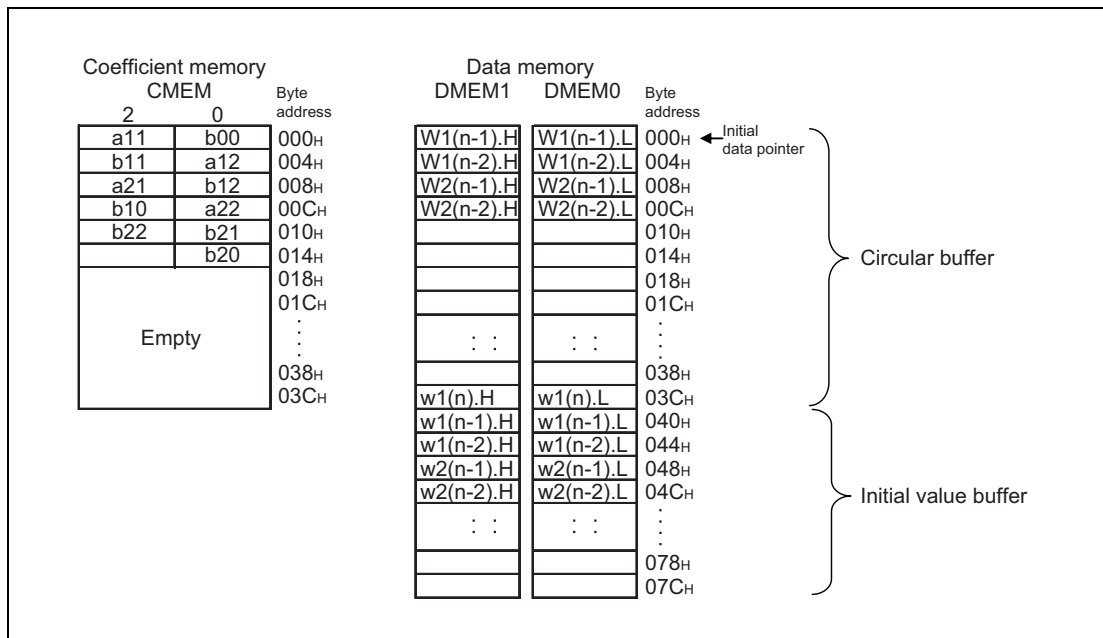 Coefficient memory
CMEM
2 0 Byte address
a11 b00 000H
b11 a12 004H
a21 b12 008H
b10 a22 00CH
b22 b21 010H
b20 014H
018H
01CH
:
:
Empty
038H
03CH
Data memory
DMEM1 DMEM0 Byte address
W1(n-1).H W1(n-1).L 000H Initial data pointer
W1(n-2).H W1(n-2).L 004H
W2(n-1).H W2(n-1).L 008H
W2(n-2).H W2(n-2).L 00CH
010H
014H
018H
01CH
: : : : :
038H
w1(n).H w1(n).L 03CH
Circular buffer
w1(n-1).H w1(n-1).L 040H
w1(n-2).H w1(n-2).L 044H
w2(n-1).H w2(n-1).L 048H
w2(n-2).H w2(n-2).L 04CH
: : : : :
078H
07CH
Initial value buffer